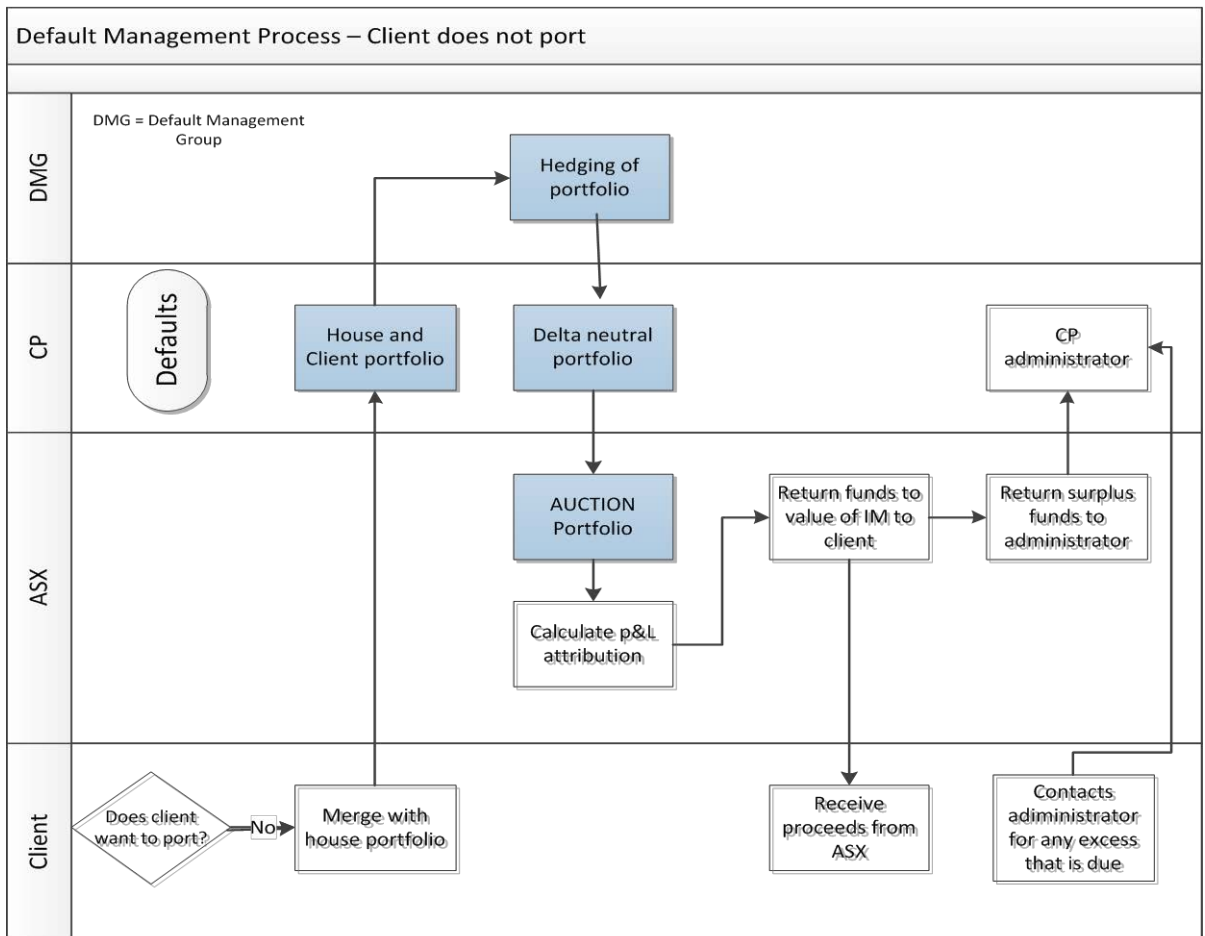 Default Management Process – Client does not port
DMG
DMG = Default Management
Group
Hedging of
portfolio
CP
Defaults
House and
Client portfolio
Delta neutral
portfolio
CP
administrator
ASX
AUCTION
Portfolio
Return funds to
value of IM to
client
Return surplus
funds to
administrator
Calculate p&L
attribution
Client
Does client
want to port?
No
Merge with
house portfolio
Receive
proceeds from
ASX
Contacts
adiministrator
for any excess
that is due